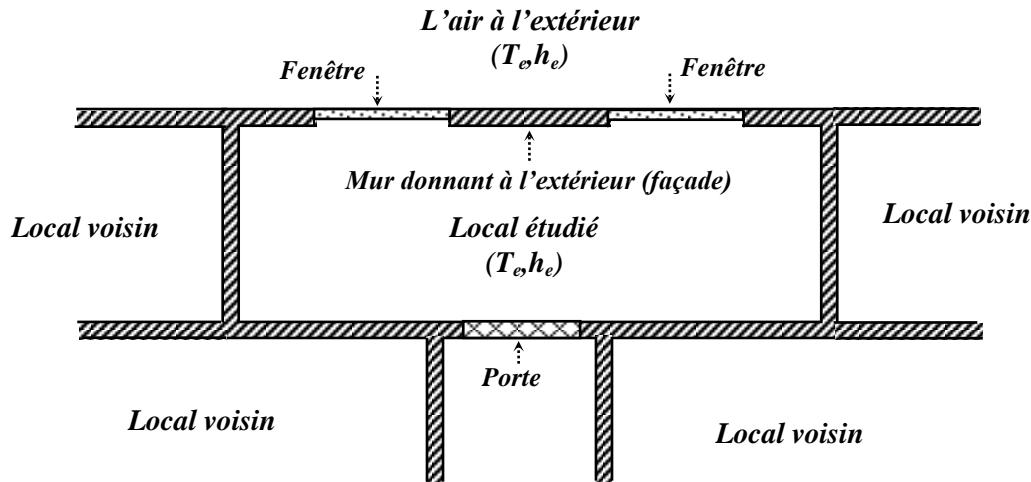 L'air à l'extérieur
(Te,he)
Fenêtre
Fenêtre
Mur donnant à l'extérieur (façade)
Local voisin
Local étudié
Local voisin
(Te,he)
Porte
Local voisin
Local voisin